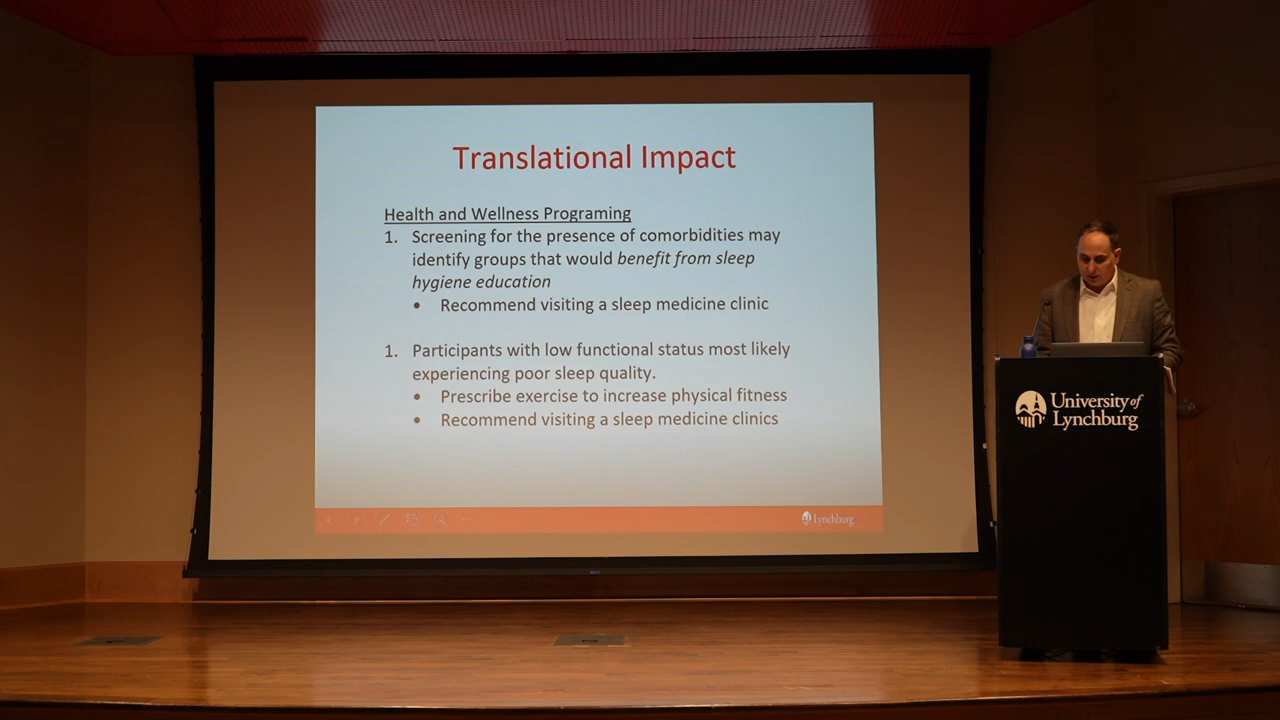 Translational Impact
Health and Wellness Programing
1. Screening for the presence of comorbidities may
identify groups that would benefit from sleep
hygiene education
• Recommend visiting a sleep medicine clinic
1. Participants with low functional status most likely
experiencing poor sleep quality.
• Prescribe exercise to increase physical fitness
• Recommend visiting a sleep medicine clinics
Lynchburg
University of
Lynchburg